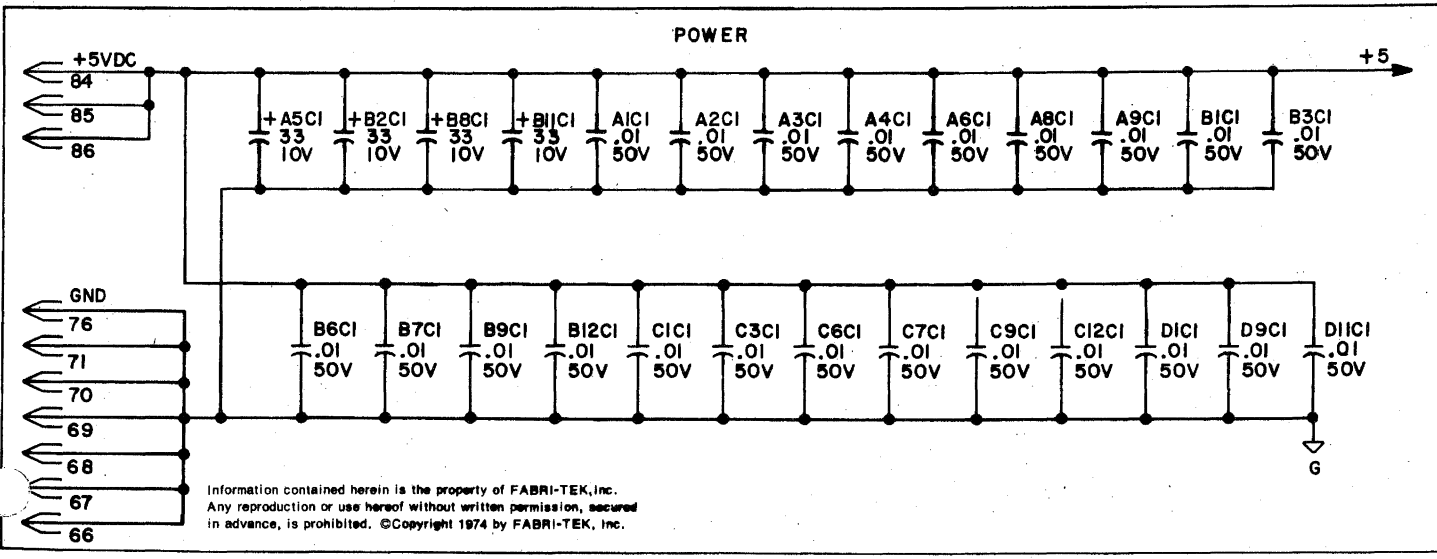 POWER
+5VDC
84
85
86
+5
+ A5C1
33
10V
+ B2C1
33
10V
+ B8C1
33
10V
+ B11C1
33
10V
A1C1
.01
50V
A2C1
.01
50V
A3C1
.01
50V
A4C1
.01
50V
A6C1
.01
50V
A8C1
.01
50V
A9C1
.01
50V
B1C1
.01
50V
B3C1
.01
50V
GND
76
71
70
69
68
67
66
B6C1
.01
50V
B7C1
.01
50V
B9C1
.01
50V
B12C1
.01
50V
C1C1
.01
50V
C3C1
.01
50V
C6C1
.01
50V
C7C1
.01
50V
C9C1
.01
50V
C12C1
.01
50V
D1C1
.01
50V
D9C1
.01
50V
D11C1
.01
50V
G
Information contained herein is the property of FABRI-TEK, Inc.
Any reproduction or use hereof without written permission, secured
in advance, is prohibited. ©Copyright 1974 by FABRI-TEK, Inc.